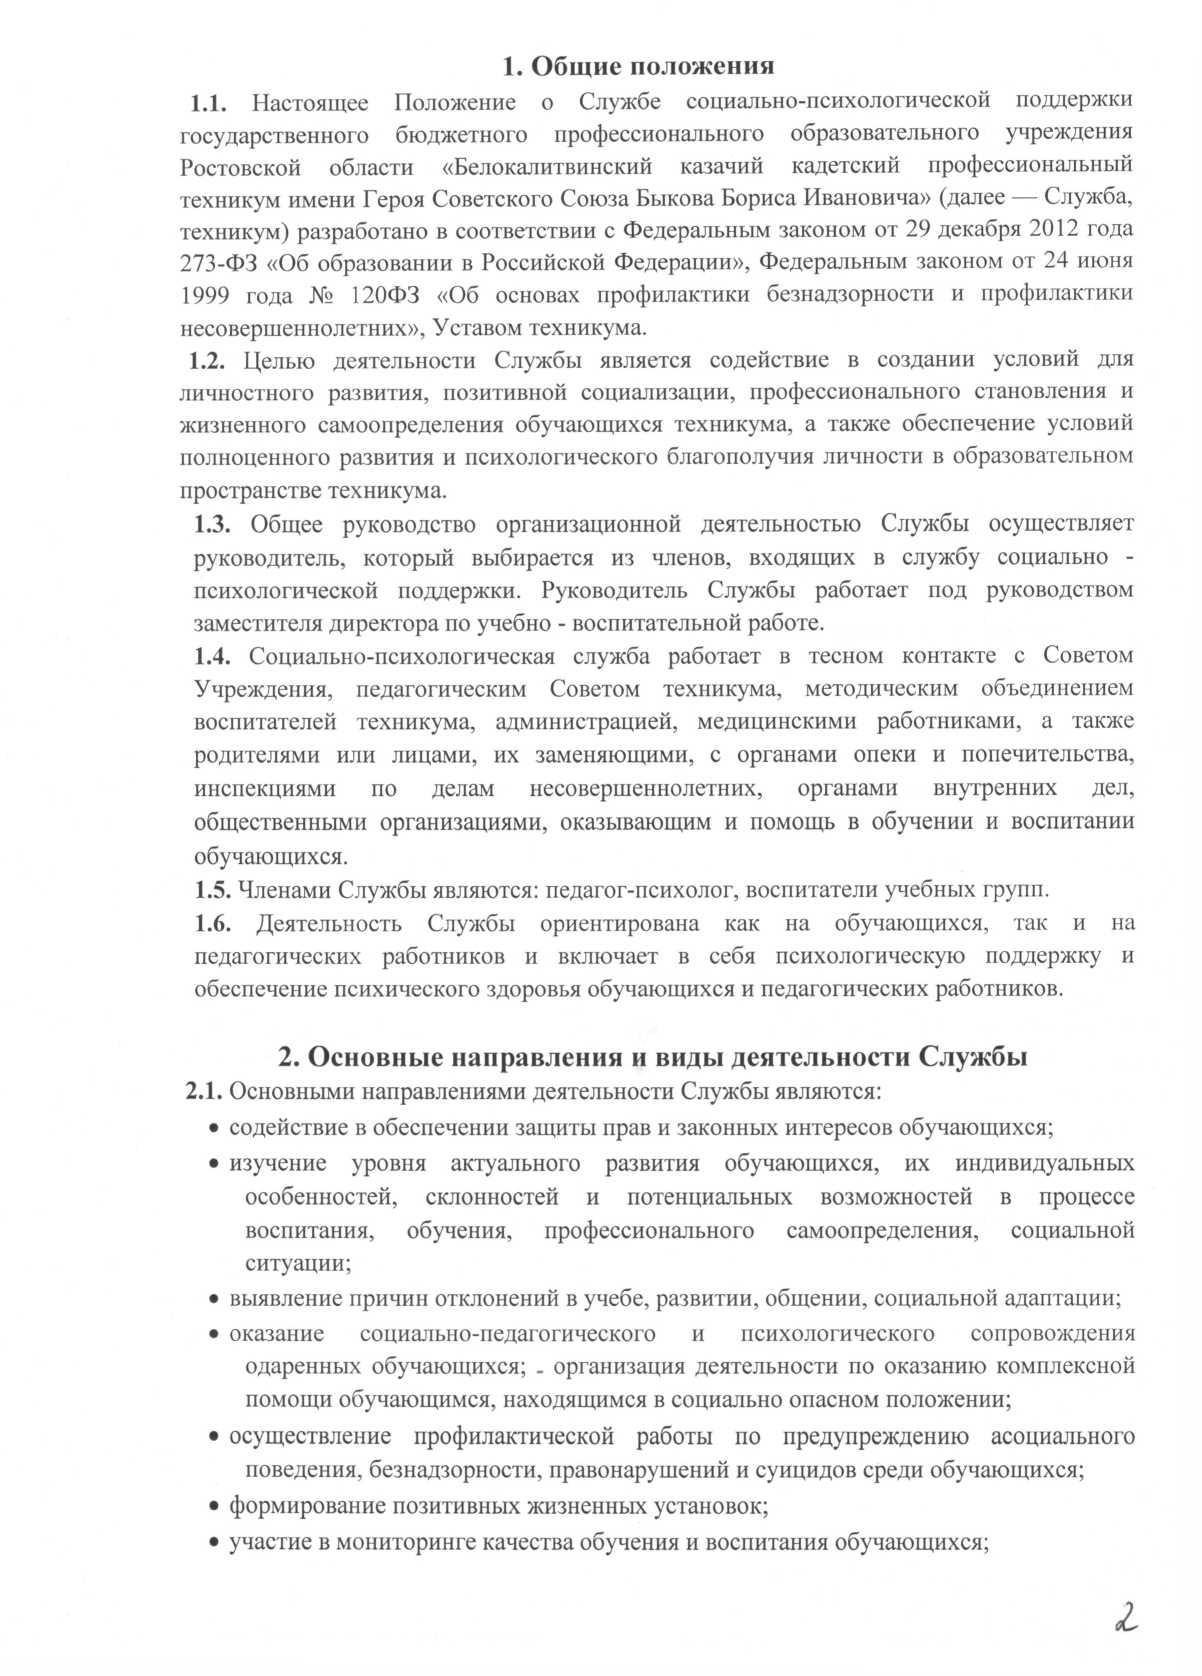 1. Общие положения
1.1. Настоящее Положение о Службе социально-психологической поддержки
государственного бюджетного профессионального образовательного учреждения
Ростовской области «Белокалитвинский казачий кадетский профессиональный
техникум имени Героя Советского Союза Быкова Бориса Ивановича» (далее — Служба,
техникум) разработано в соответствии с Федеральным законом от 29 декабря 2012 года
273-ФЗ «Об образовании в Российской Федерации», Федеральным законом от 24 июня
1999 года № 120ФЗ «Об основах профилактики безнадзорности и профилактики
несовершеннолетних», Уставом техникума.
1.2. Целью деятельности Службы является содействие в создании условий для
личностного развития, позитивной социализации, профессионального становления и
жизненного самоопределения обучающихся техникума, а также обеспечение условий
полноценного развития и психологического благополучия личности в образовательном
пространстве техникума.
1.3. Общее руководство организационной деятельностью Службы осуществляет
руководитель, который выбирается из членов, входящих в службу социально -
психологической поддержки. Руководитель Службы работает под руководством
заместителя директора по учебно - воспитательной работе.
1.4. Социально-психологическая служба работает в тесном контакте с Советом
Учреждения, педагогическим Советом техникума, методическим объединением
воспитателей техникума, администрацией, медицинскими работниками, а также
родителями или лицами, их заменяющими, с органами опеки и попечительства,
инспекциями по делам несовершеннолетних, органами внутренних дел,
общественными организациями, оказывающим и помощь в обучении и воспитании
обучающихся.
1.5. Членами Службы являются: педагог-психолог, воспитатели учебных групп.
1.6. Деятельность Службы ориентирована как на обучающихся, так и на
педагогических работников и включает в себя психологическую поддержку и
обеспечение психического здоровья обучающихся и педагогических работников.
2. Основные направления и виды деятельности Службы
2.1. Основными направлениями деятельности Службы являются:
• содействие в обеспечении защиты прав и законных интересов обучающихся;
• изучение уровня актуального развития обучающихся, их индивидуальных
особенностей, склонностей и потенциальных возможностей в процессе
воспитания, обучения, профессионального самоопределения, социальной
ситуации;
• выявление причин отклонений в учебе, развитии, общении, социальной адаптации;
• оказание социально-педагогического и психологического сопровождения
одаренных обучающихся; - организация деятельности по оказанию комплексной
помощи обучающимся, находящимся в социально опасном положении;
• осуществление профилактической работы по предупреждению асоциального
поведения, безнадзорности, правонарушений и суицидов среди обучающихся;
• формирование позитивных жизненных установок;
• участие в мониторинге качества обучения и воспитания обучающихся;
2